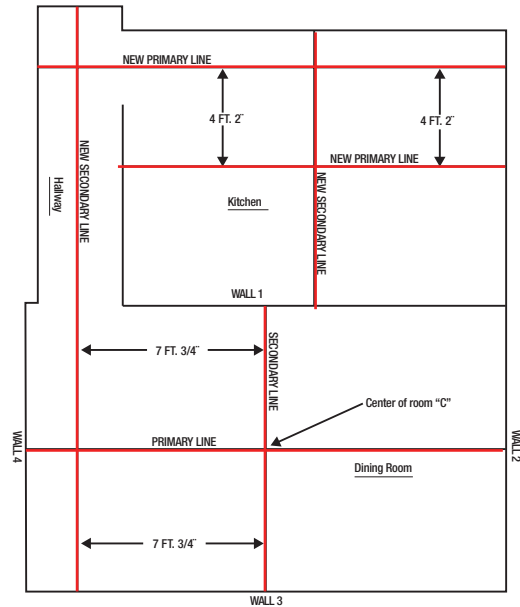 NEW PRIMARY LINE
4 FT. 2¨
4 FT. 2¨
NEW PRIMARY LINE
NEW SECONDARY LINE
Hallway
Kitchen
NEW SECONDARY LINE
WALL 1
7 FT. 3/4¨
SECONDARY LINE
Center of room “C”
WALL 4
PRIMARY LINE
WALL 2
Dining Room
7 FT. 3/4¨
WALL 3